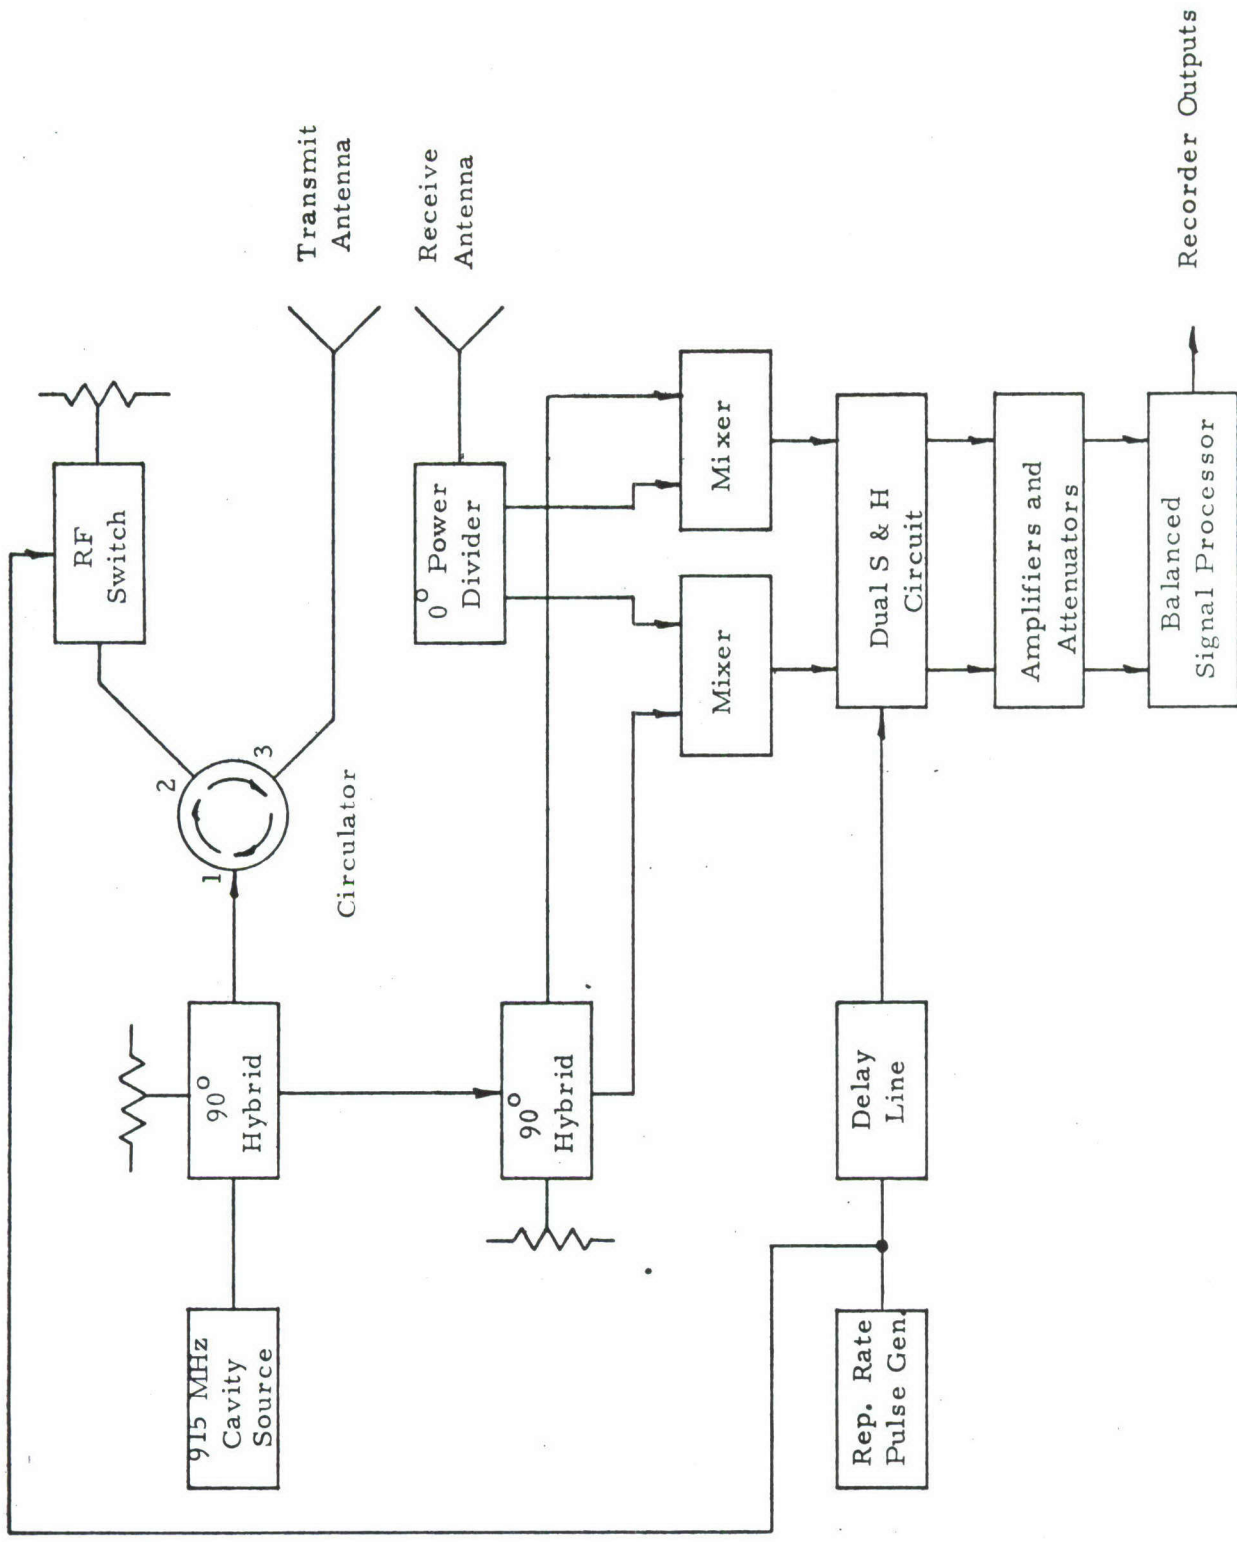 915 MHz
Cavity
Source
90°
Hybrid
1
2
3
Circulator
RF
Switch
Transmit
Antenna
Receive
Antenna
90°
Hybrid
0° Power
Divider
Mixer
Mixer
Rep. Rate
Pulse Gen.
Delay
Line
Dual S & H
Circuit
Amplifiers and
Attenuators
Balanced
Signal Processor
Recorder Outputs